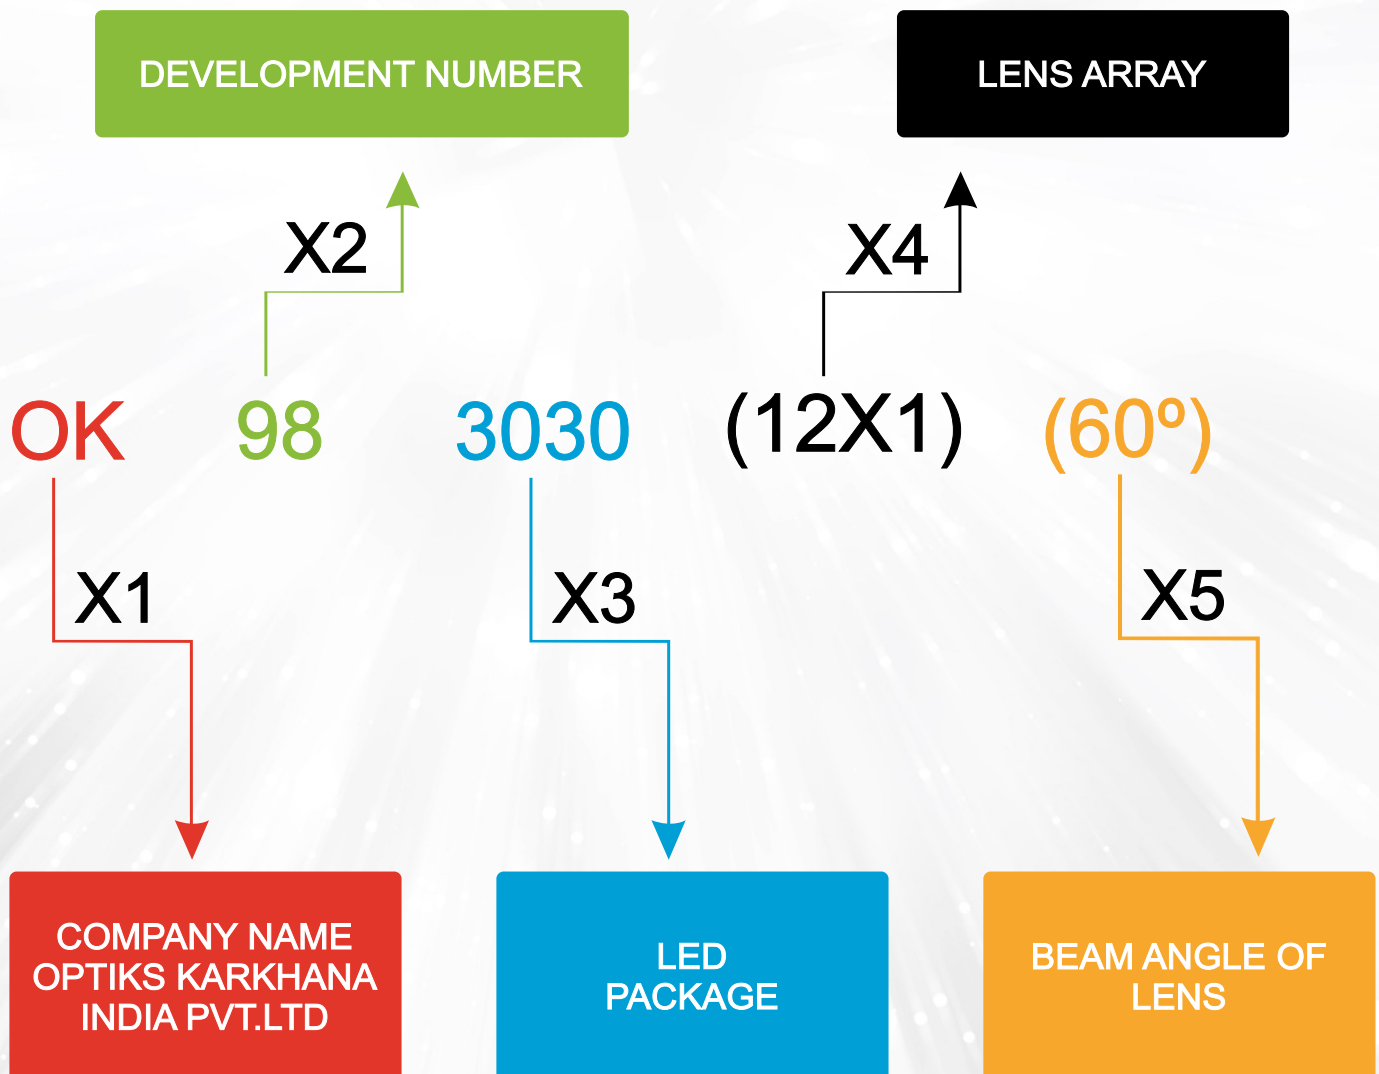 DEVELOPMENT NUMBER
LENS ARRAY
X2
X4
OK 98 3030 (12X1) (60º)
X1
X3
X5
COMPANY NAME
OPTIKS KARKHANA
INDIA PVT.LTD
LED
PACKAGE
BEAM ANGLE OF
LENS